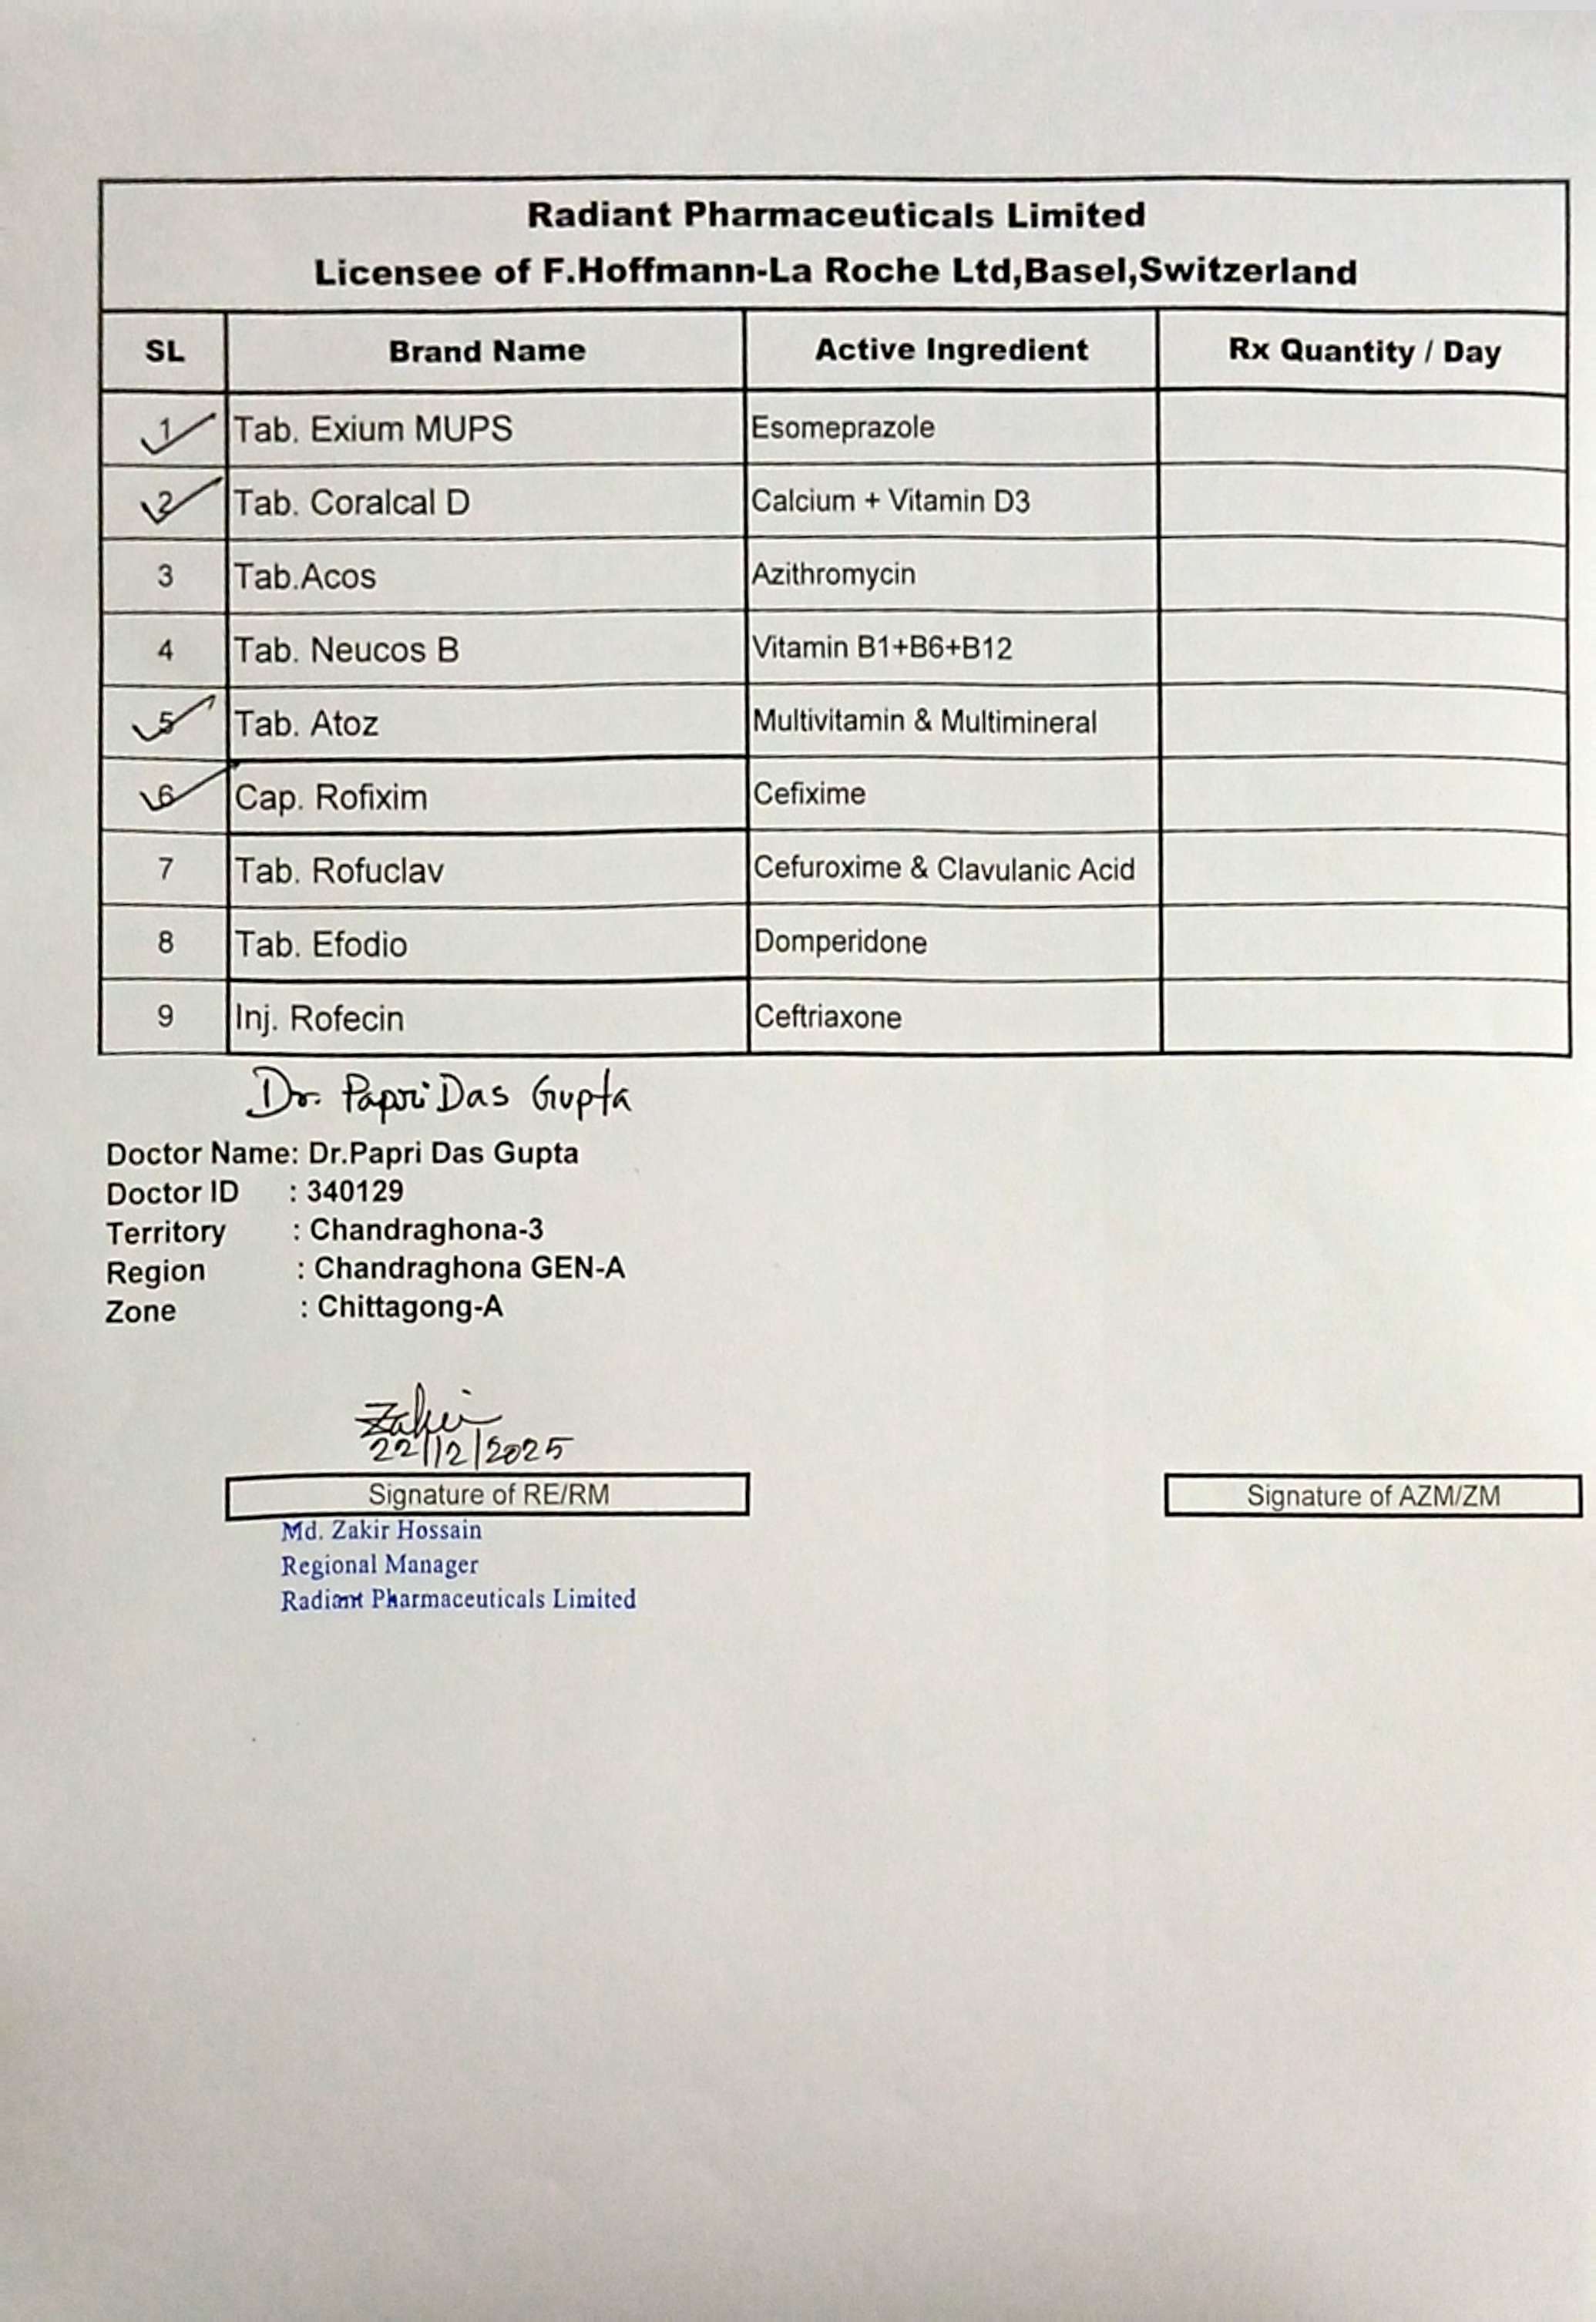 Radiant Pharmaceuticals Limited
Licensee of F.Hoffmann-La Roche Ltd,Basel,Switzerland
SL Brand Name Active Ingredient Rx Quantity / Day
1 Tab. Exium MUPS Esomeprazole
2 Tab. Coralcal D Calcium + Vitamin D3
3 Tab.Acos Azithromycin
4 Tab. Neucos B Vitamin B1+B6+B12
5 Tab. Atoz Multivitamin & Multimineral
6 Cap. Rofixim Cefixime
7 Tab. Rofuclav Cefuroxime & Clavulanic Acid
8 Tab. Efodio Domperidone
9 Inj. Rofecin Ceftriaxone
Dr. Papri Das Gupta
Doctor Name: Dr.Papri Das Gupta
Doctor ID : 340129
Territory : Chandraghona-3
Region : Chandraghona GEN-A
Zone : Chittagong-A
Zakir
22/12/2025
Signature of RE/RM Signature of AZM/ZM
Md. Zakir Hossain
Regional Manager
Radiant Pharmaceuticals Limited